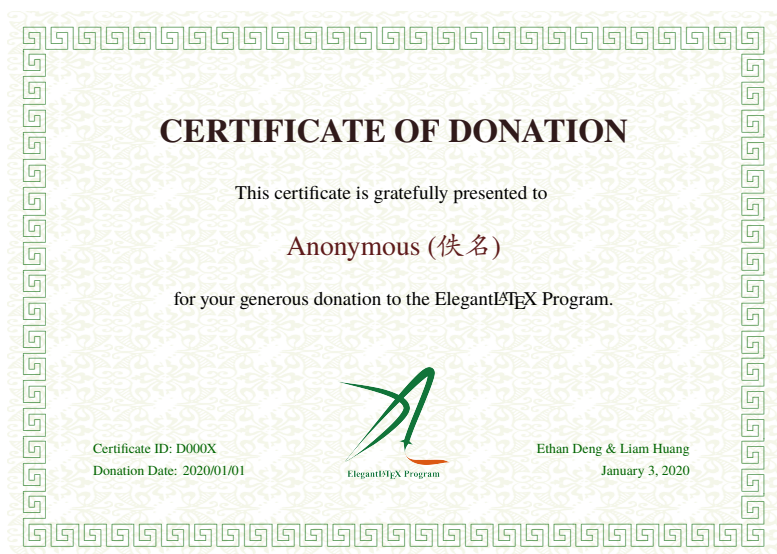 CERTIFICATE OF DONATION
This certificate is gratefully presented to
Anonymous (佚名)
for your generous donation to the ElegantLATEX Program.
ElegantLATEX Program
Certificate ID: D000X
Donation Date: 2020/01/01
Ethan Deng & Liam Huang
January 3, 2020